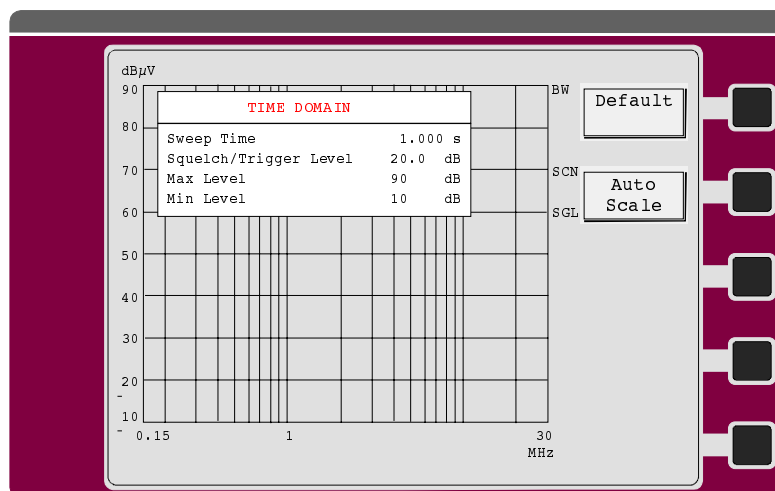 dBµV
90
80
70
60
50
40
30
20
-
10
-
0.15 1 30
MHz
TIME DOMAIN
Sweep Time 1.000 s
Squelch/Trigger Level 20.0 dB
Max Level 90 dB
Min Level 10 dB
BW
SCN
SGL
Default
Auto
Scale